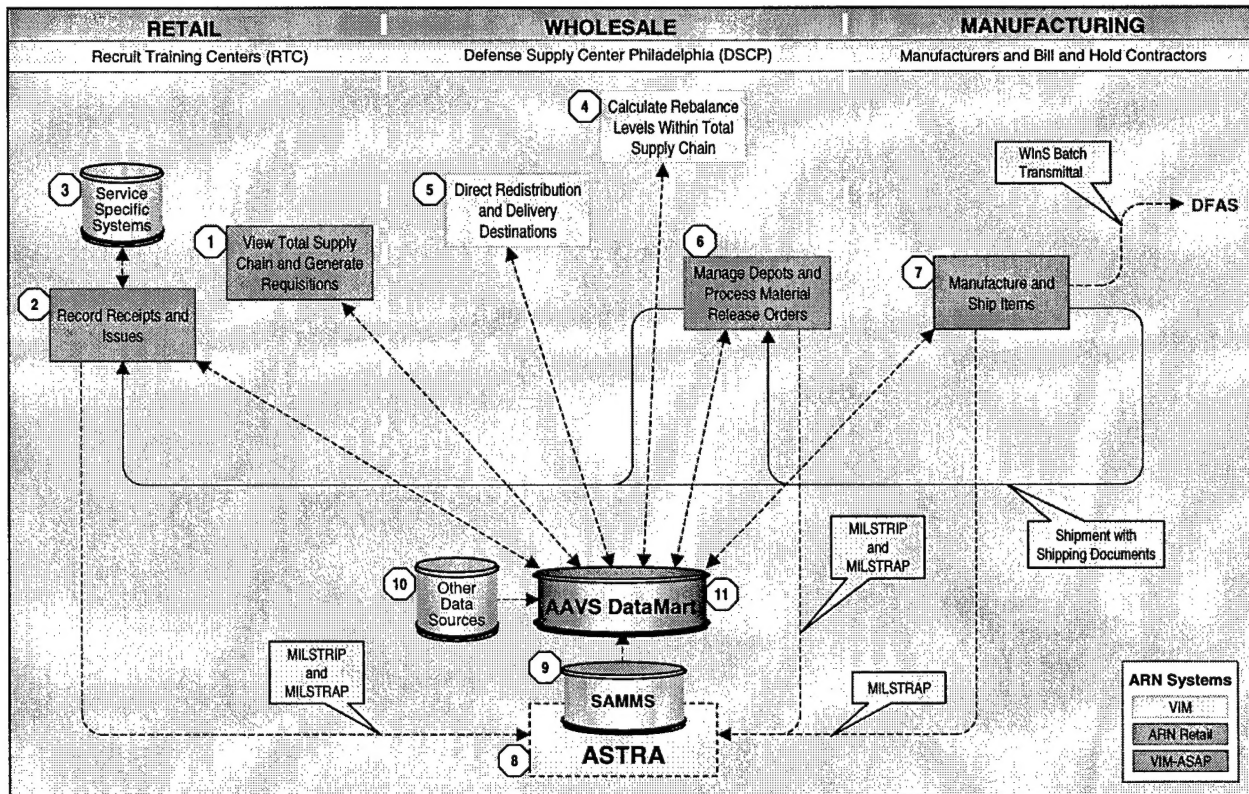 RETAIL
WHOLESALE
MANUFACTURING
Recruit Training Centers (RTC)
Defense Supply Center Philadelphia (DSCP)
Manufacturers and Bill and Hold Contractors
4
Calculate Rebalance
Levels Within Total
Supply Chain
WInS Batch
Transmittal
3
Service
Specific
Systems
5
Direct Redistribution
and Delivery
Destinations
DFAS
1
View Total Supply
Chain and Generate
Requisitions
6
Manage Depots and
Process Material
Release Orders
7
Manufacture and
Ship Items
2
Record Receipts and
Issues
MILSTRIP
and
MILSTRAP
Shipment with
Shipping Documents
10
Other
Data
Sources
AAVS DataMart
11
MILSTRIP
and
MILSTRAP
9
SAMMS
MILSTRAP
8
ASTRA
ARN Systems
VIM
ARN Retail
VIM-ASAP